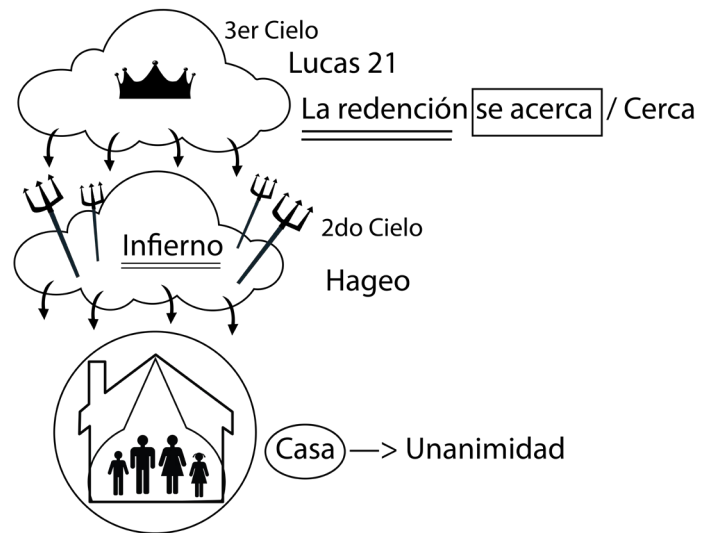 3er Cielo
Lucas 21
La redención se acerca / Cerca
Infierno
2do Cielo
Hageo
Casa —> Unanimidad